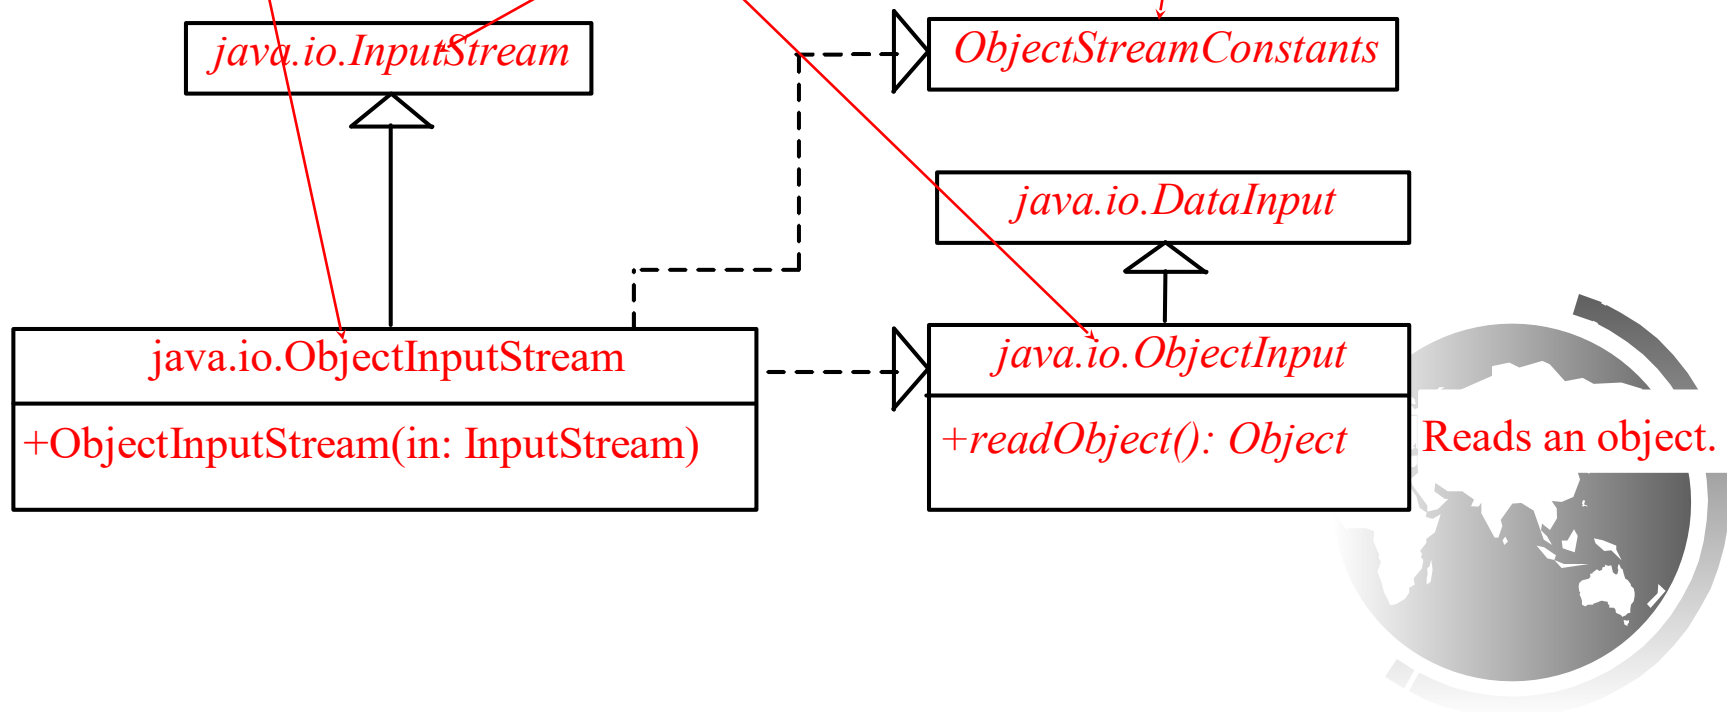 java.io.InputStream
ObjectStreamConstants
java.io.DataInput
java.io.ObjectInputStream
java.io.ObjectInput
+ObjectInputStream(in: InputStream)
+readObject(): Object
Reads an object.